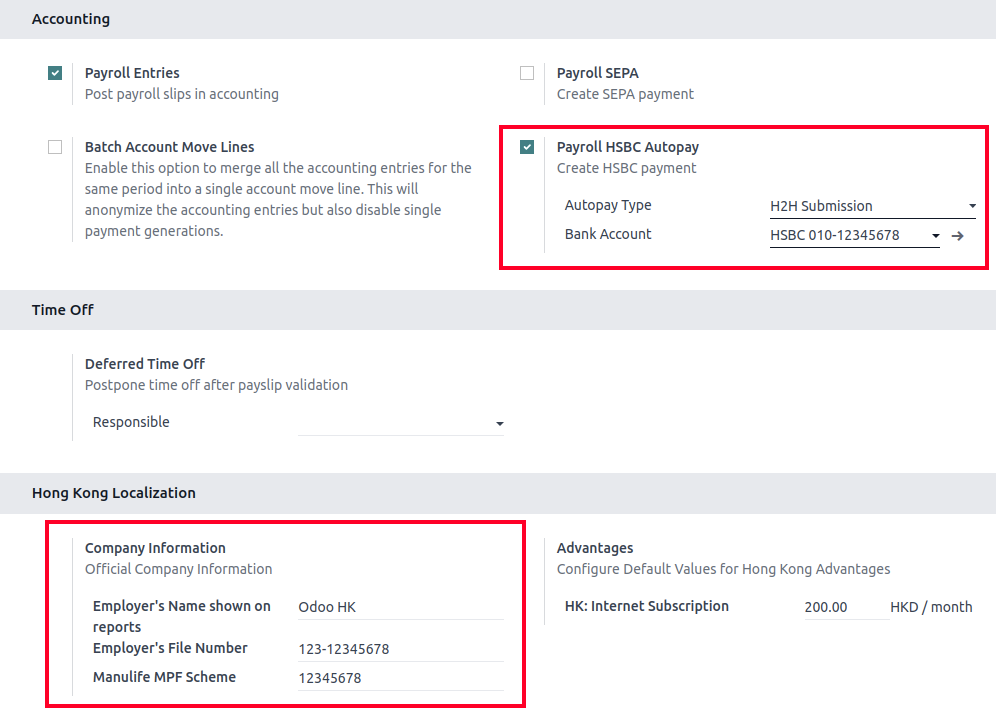 Accounting
Payroll Entries
Post payroll slips in accounting
Payroll SEPA
Create SEPA payment
Batch Account Move Lines
Enable this option to merge all the accounting entries for the
same period into a single account move line. This will
anonymize the accounting entries but also disable single
payment generations.
Payroll HSBC Autopay
Create HSBC payment
Autopay Type H2H Submission
Bank Account HSBC 010-12345678
Time Off
Deferred Time Off
Postpone time off after payslip validation
Responsible
Hong Kong Localization
Company Information
Official Company Information
Employer's Name shown on
reports
Odoo HK
Employer's File Number 123-12345678
Manulife MPF Scheme 12345678
Advantages
Configure Default Values for Hong Kong Advantages
HK: Internet Subscription 200.00 HKD / month